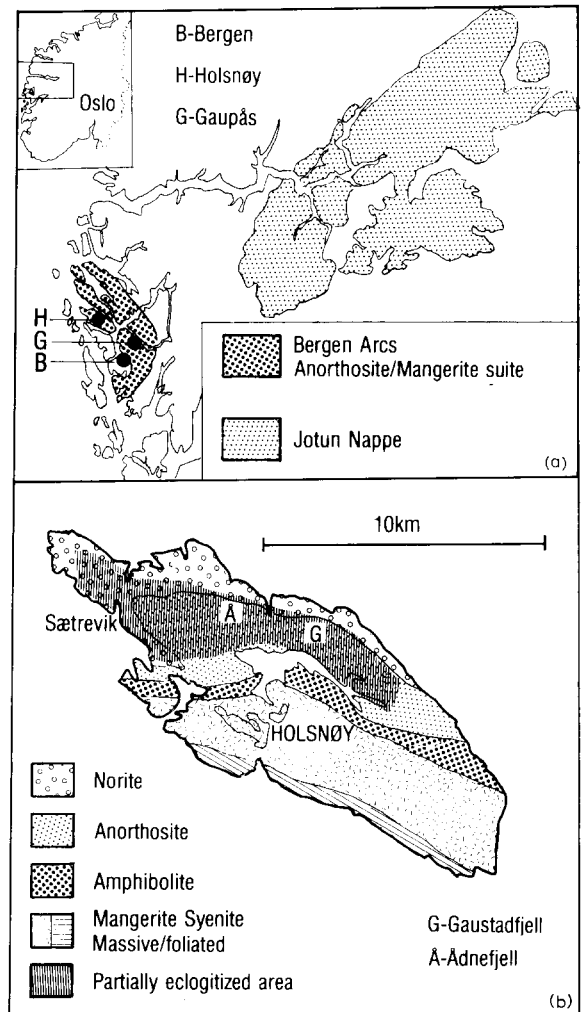 B-Bergen
Oslo
H-Holsnøy
G-Gaupås
H
G
B
Bergen Arcs
Anorthosite/Mangerite suite
Jotun Nappe
(a)
10km
Sætrevik
Å
G
HOLSNØY
Norite
Anorthosite
Amphibolite
Mangerite Syenite
Massive/foliated
Partially eclogitized area
G-Gaustadfjell
Å-Ådnefjell
(b)